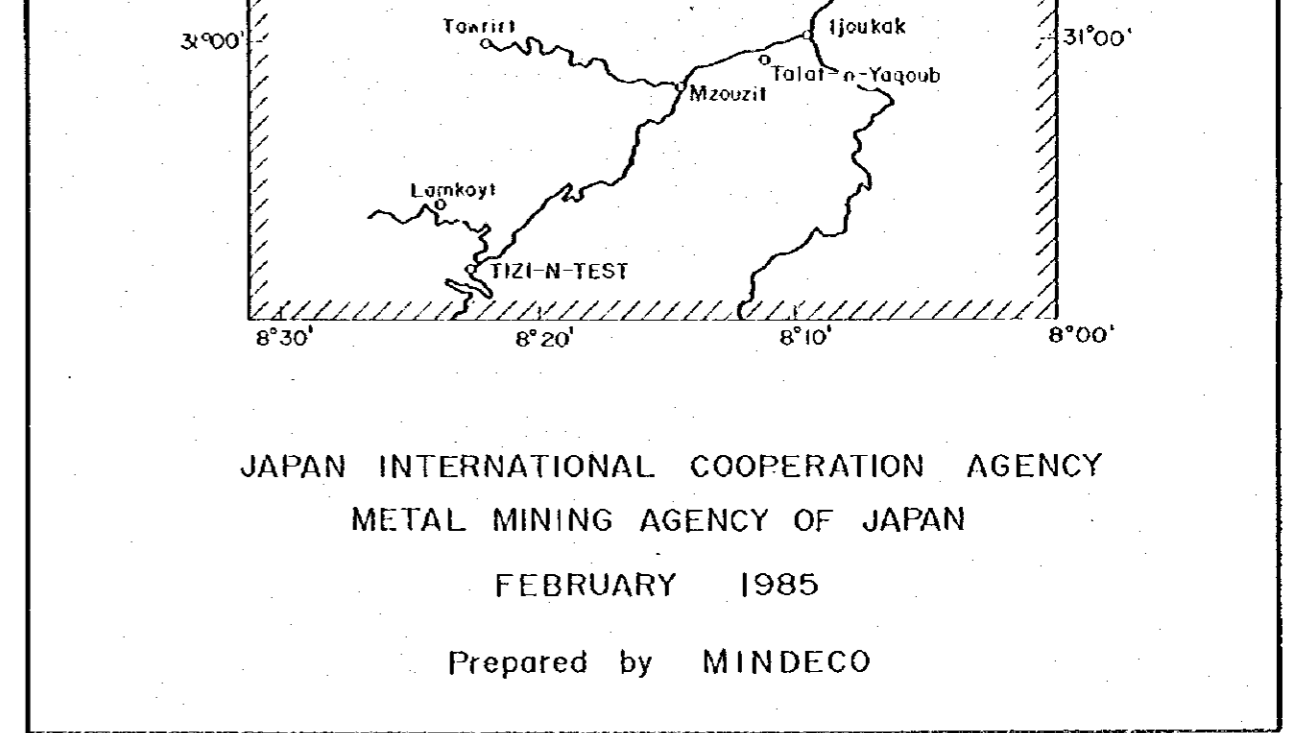 Tawrirt
Ijoukak
31°00'
31°00'
Talat-n-Yaqoub
Mzouzit
Lamkayt
TIZI-N-TEST
8°30'
8°20'
8°10'
8°00'
JAPAN INTERNATIONAL COOPERATION AGENCY
METAL MINING AGENCY OF JAPAN
FEBRUARY 1985
Prepared by MINDECO